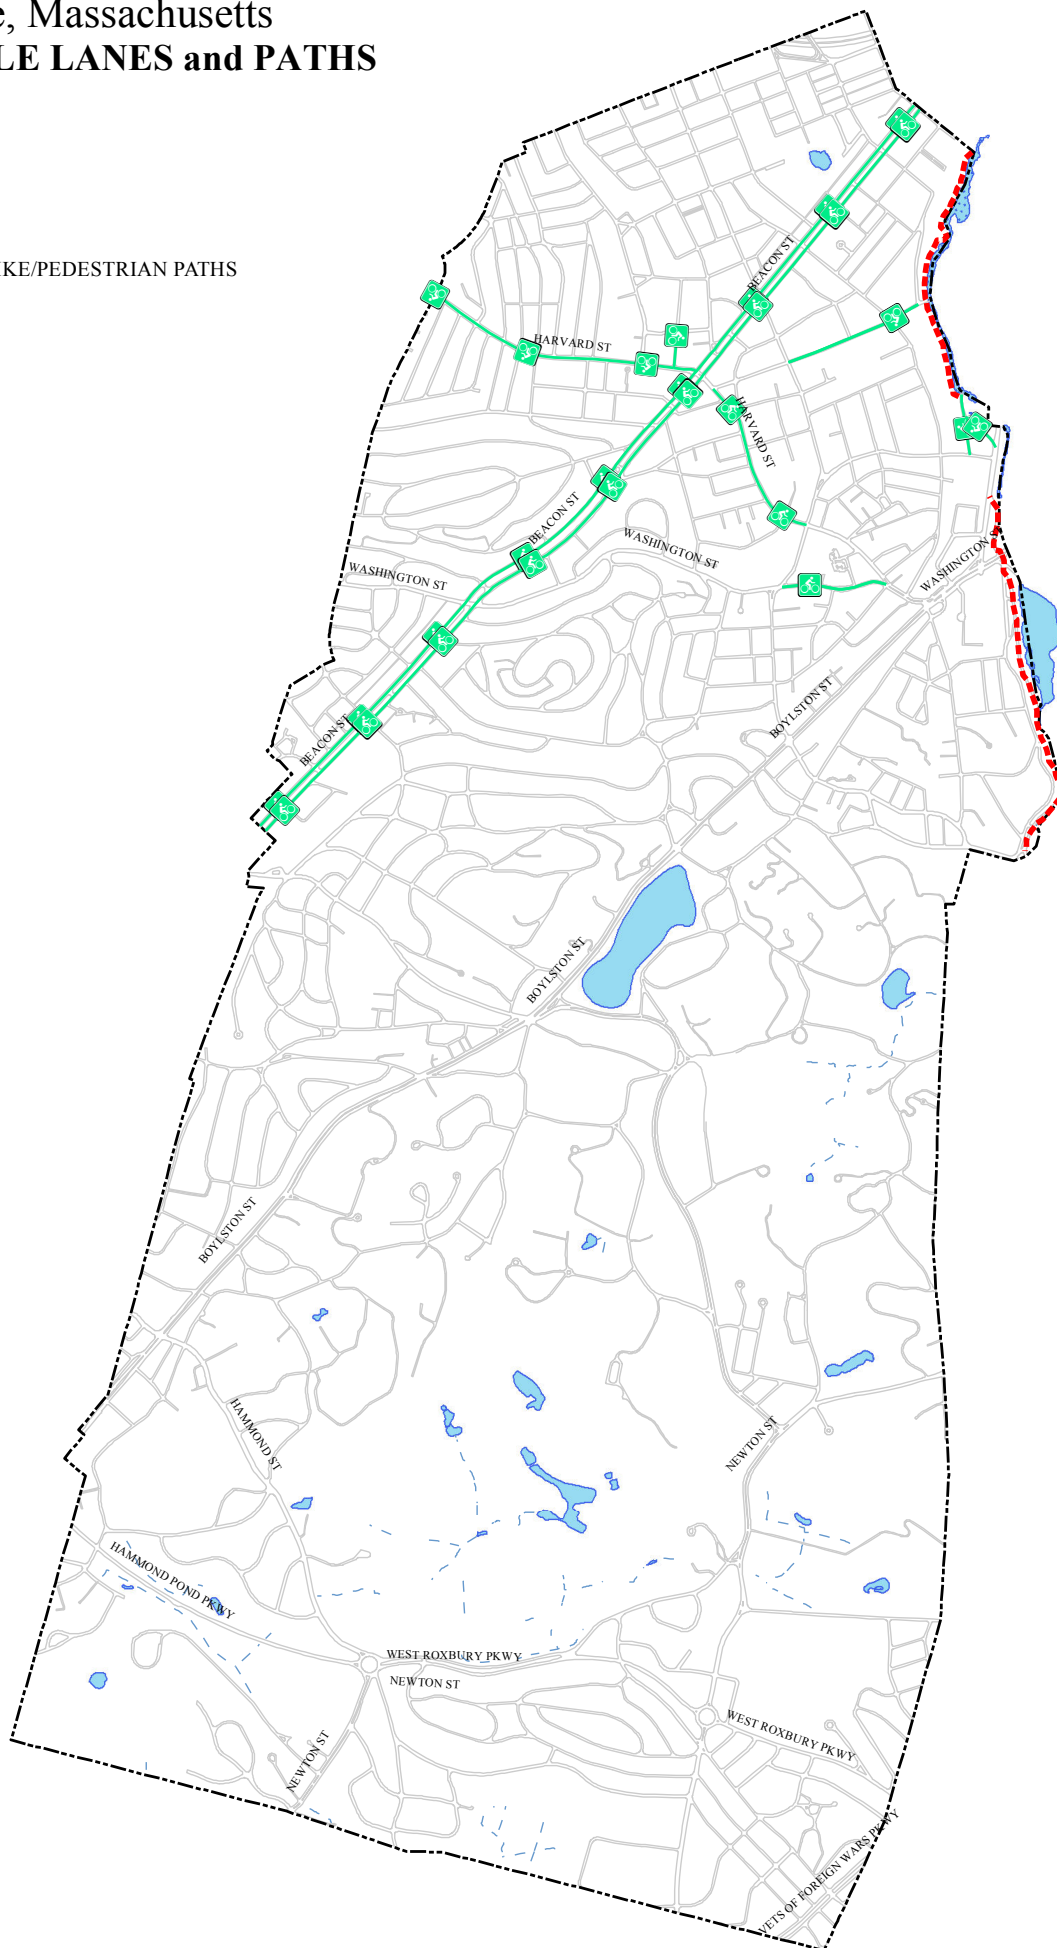 e, Massachusetts
LE LANES and PATHS
IKE/PEDESTRIAN PATHS
BEACON ST
HARVARD ST
HARVARD ST
BEACON ST
WASHINGTON ST
WASHINGTON ST
WASHINGTON S
BEACON ST
BOYLSTON ST
BOYLSTON ST
BOYLSTON ST
HAMMOND ST
NEWTON ST
HAMMOND POND PKWY
WEST ROXBURY PKWY
NEWTON ST
WEST ROXBURY PKWY
NEWTON ST
VETS OF FOREIGN WARS PKWY